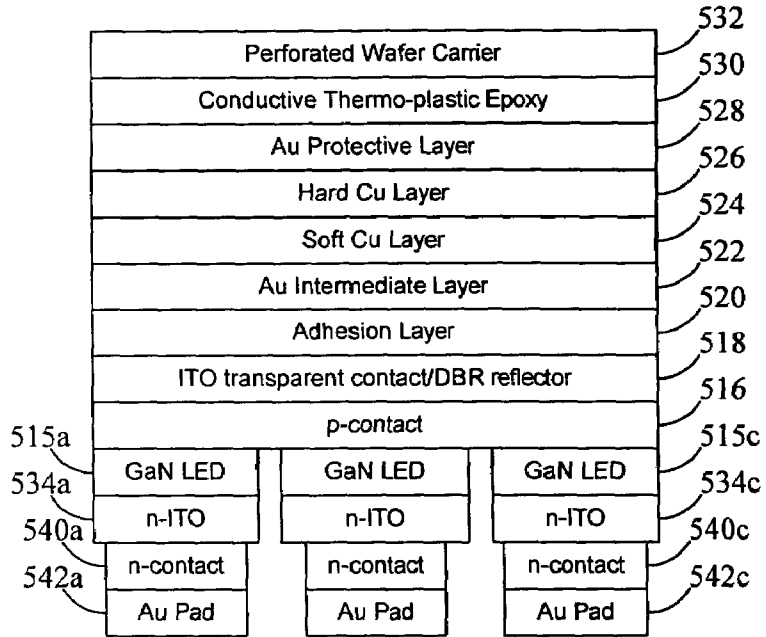 532
Perforated Wafer Carrier
530
Conductive Thermo-plastic Epoxy
528
Au Protective Layer
526
Hard Cu Layer
524
Soft Cu Layer
522
Au Intermediate Layer
520
Adhesion Layer
518
ITO transparent contact/DBR reflector
516
p-contact
515a 515c
GaN LED GaN LED GaN LED
534a 534c
n-ITO n-ITO n-ITO
540a 540c
n-contact n-contact n-contact
542a 542c
Au Pad Au Pad Au Pad